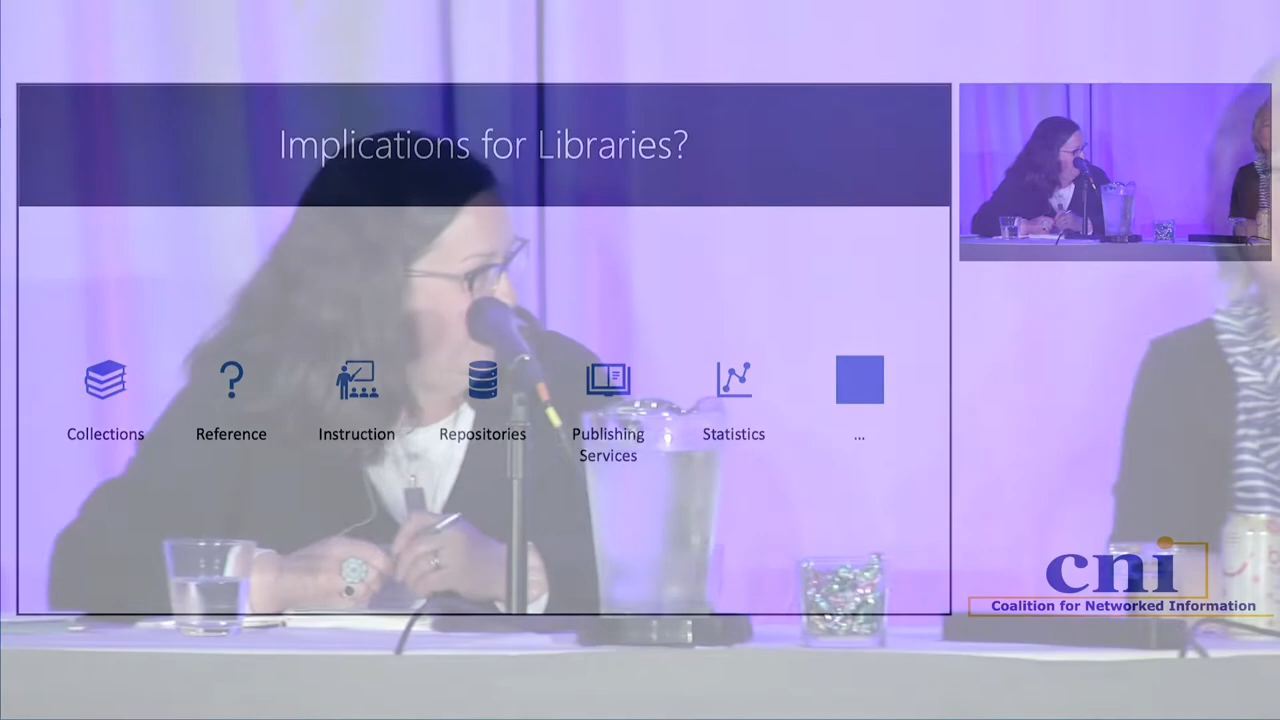 Implications for Libraries?
Collections
Reference
Instruction
Repositories
Publishing
Services
Statistics
...
cni
Coalition for Networked Information